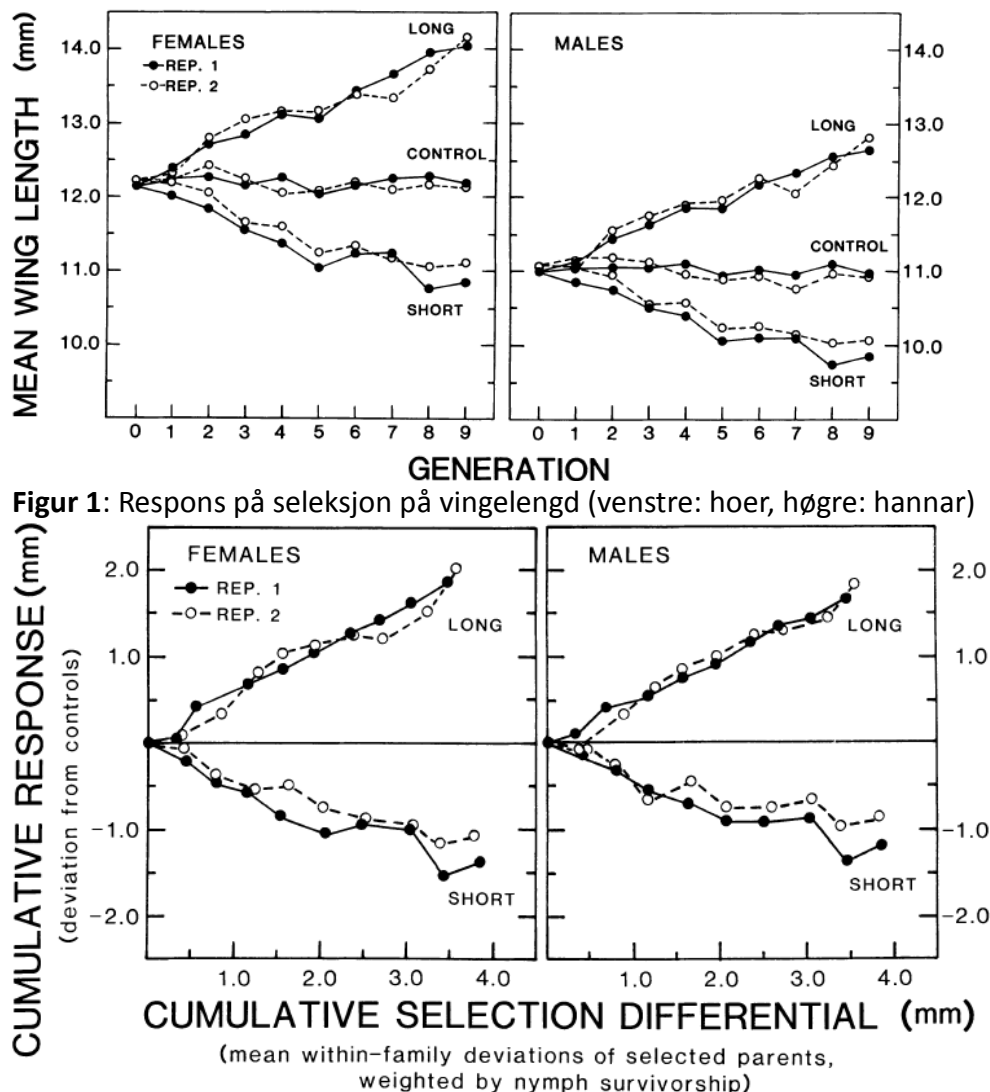 MEAN WING LENGTH (mm)
FEMALES
REP. 1
REP. 2
LONG
CONTROL
SHORT
14.0
13.0
12.0
11.0
10.0
0 1 2 3 4 5 6 7 8 9
MALES
LONG
CONTROL
SHORT
14.0
13.0
12.0
11.0
10.0
0 1 2 3 4 5 6 7 8 9
GENERATION
Figur 1: Respons på seleksjon på vingelengd (venstre: hoer, høgre: hannar)
CUMULATIVE RESPONSE (mm)
(deviation from controls)
FEMALES
REP. 1
REP. 2
LONG
SHORT
2.0
1.0
0
-1.0
-2.0
1.0 2.0 3.0 4.0
MALES
LONG
SHORT
2.0
1.0
0
-1.0
-2.0
1.0 2.0 3.0 4.0
CUMULATIVE SELECTION DIFFERENTIAL (mm)
(mean within-family deviations of selected parents,
weighted by nymph survivorship)